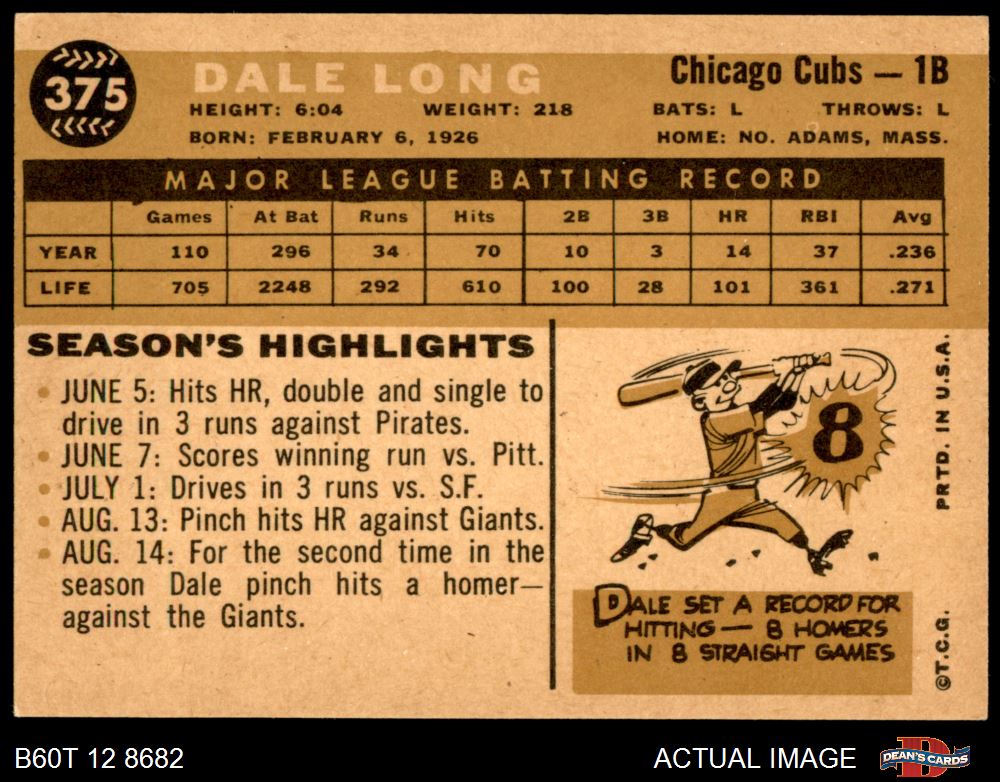 375
DALE LONG
Chicago Cubs — 1B
HEIGHT: 6:04 WEIGHT: 218 BATS: L THROWS: L
BORN: FEBRUARY 6, 1926 HOME: NO. ADAMS, MASS.
MAJOR LEAGUE BATTING RECORD
Games At Bat Runs Hits 2B 3B HR RBI Avg
YEAR 110 296 34 70 10 3 14 37 .236
LIFE 705 2248 292 610 100 28 101 361 .271
SEASON'S HIGHLIGHTS
• JUNE 5: Hits HR, double and single to
drive in 3 runs against Pirates.
• JUNE 7: Scores winning run vs. Pitt.
• JULY 1: Drives in 3 runs vs. S.F.
• AUG. 13: Pinch hits HR against Giants.
• AUG. 14: For the second time in the
season Dale pinch hits a homer—
against the Giants.
8
DALE SET A RECORD FOR
HITTING — 8 HOMERS
IN 8 STRAIGHT GAMES
©T.C.G. PRTD. IN U.S.A.
B60T 12 8682
ACTUAL IMAGE
DEAN'S CARDS